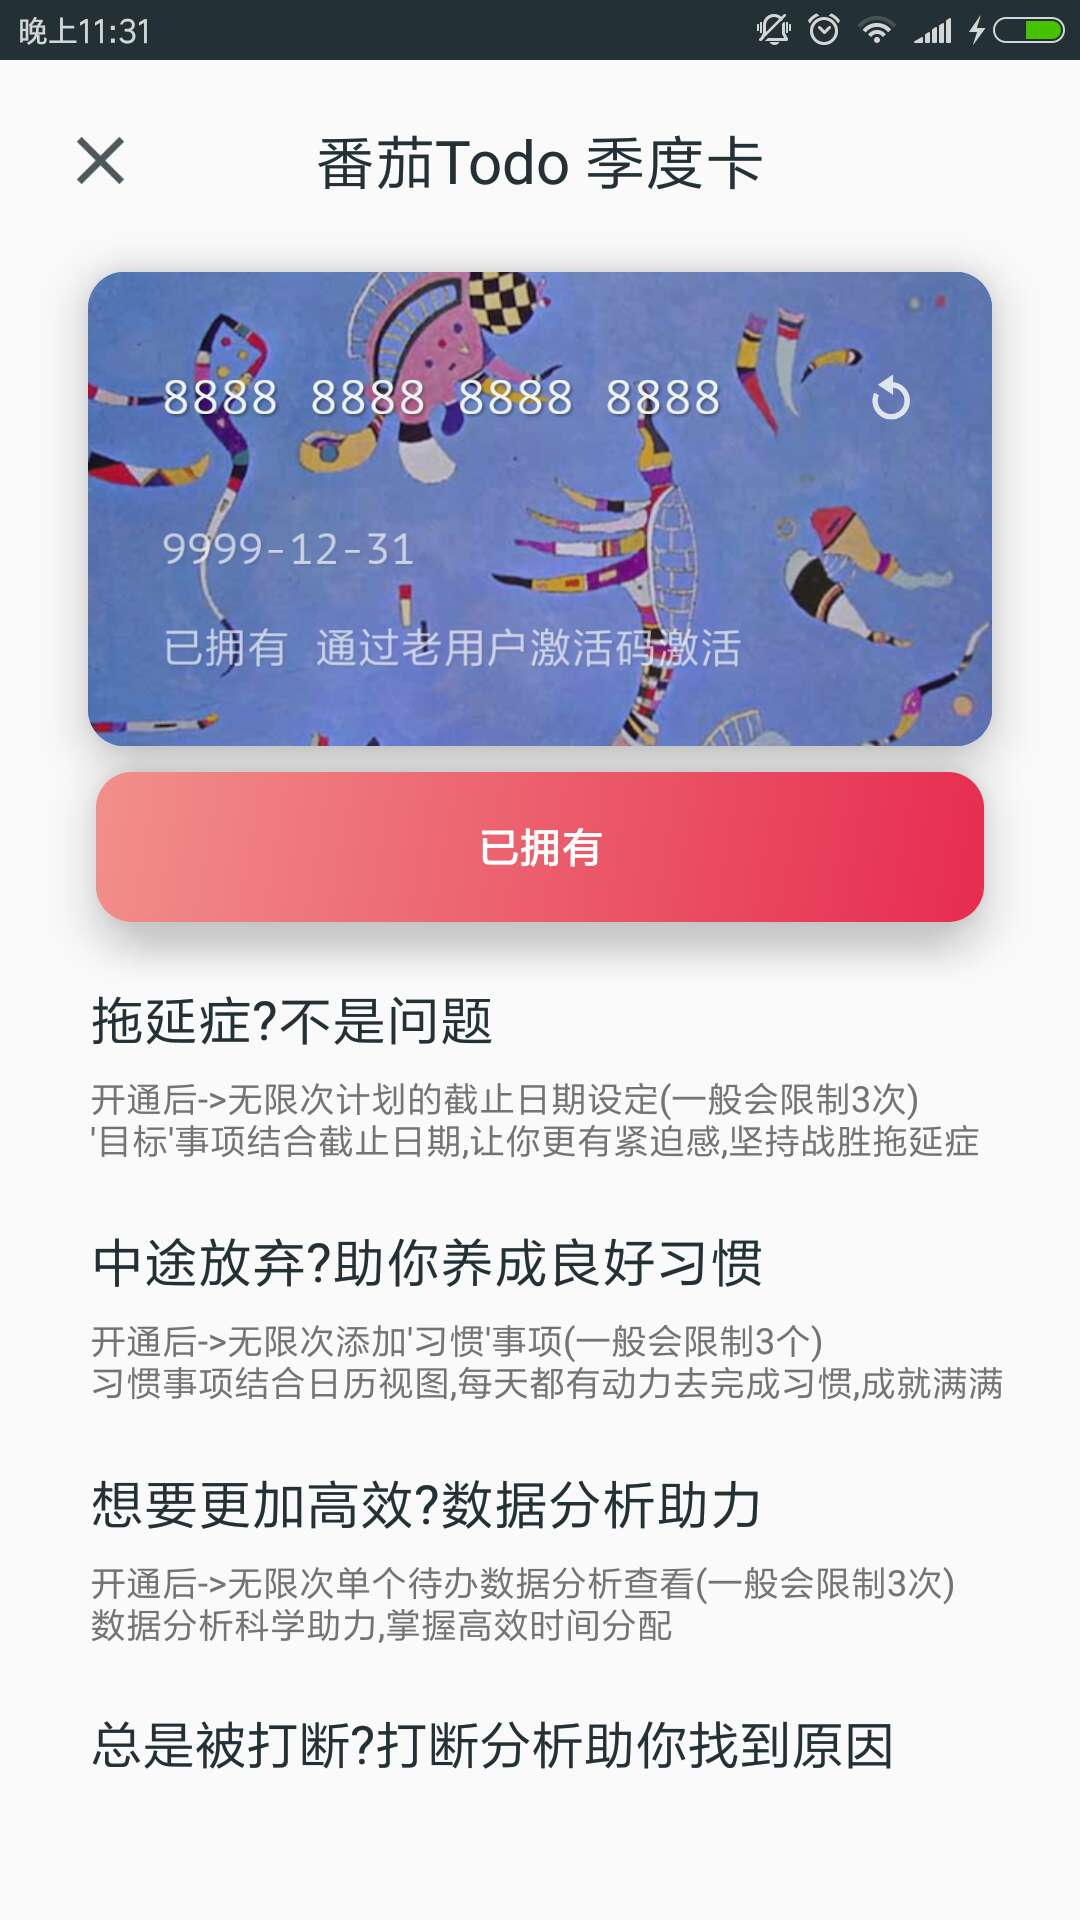 晚上11:31
番茄Todo 季度卡
8888 8888 8888 8888
9999-12-31
已拥有 通过老用户激活码激活
已拥有
拖延症?不是问题
开通后->无限次计划的截止日期设定(一般会限制3次)
'目标'事项结合截止日期,让你更有紧迫感,坚持战胜拖延症
中途放弃?助你养成良好习惯
开通后->无限次添加'习惯'事项(一般会限制3个)
习惯事项结合日历视图,每天都有动力去完成习惯,成就满满
想要更加高效?数据分析助力
开通后->无限次单个待办数据分析查看(一般会限制3次)
数据分析科学助力,掌握高效时间分配
总是被打断?打断分析助你找到原因